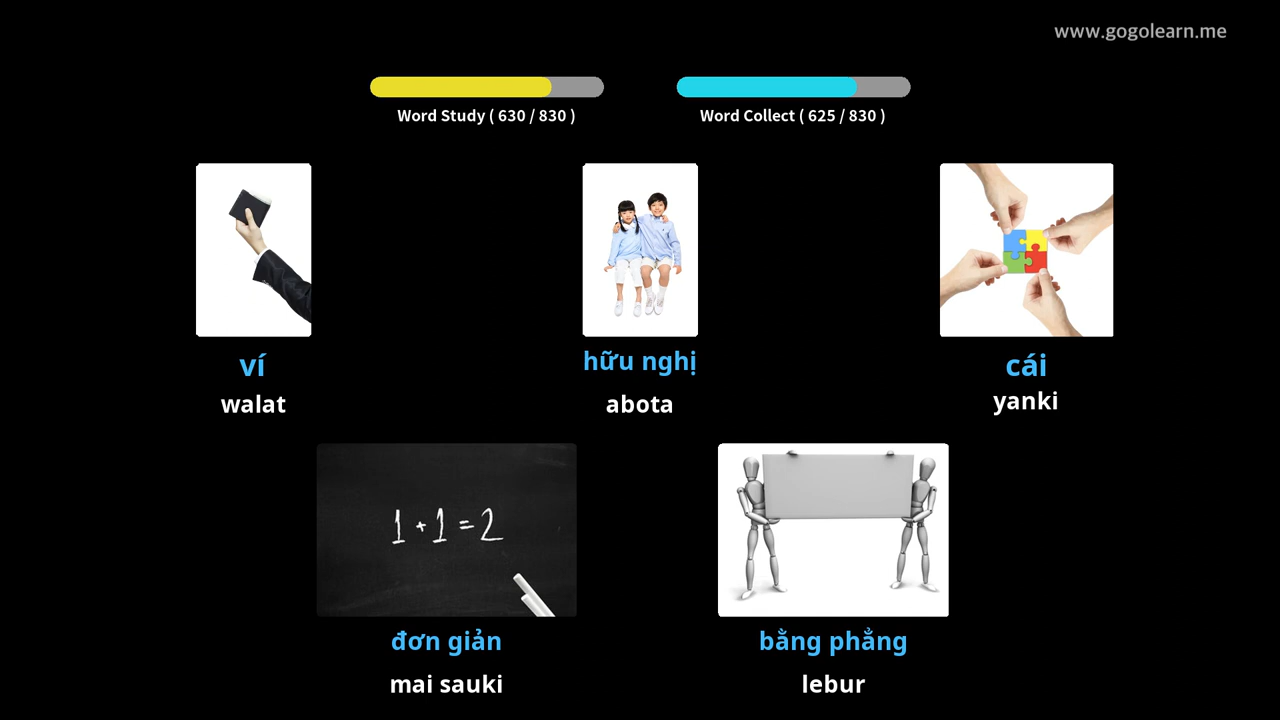 www.gogolearn.me
Word Study ( 630 / 830 )
Word Collect ( 625 / 830 )
ví
walat
hữu nghị
abota
cái
yanki
1 + 1 = 2
đơn giản
mai sauki
bằng phẳng
lebur